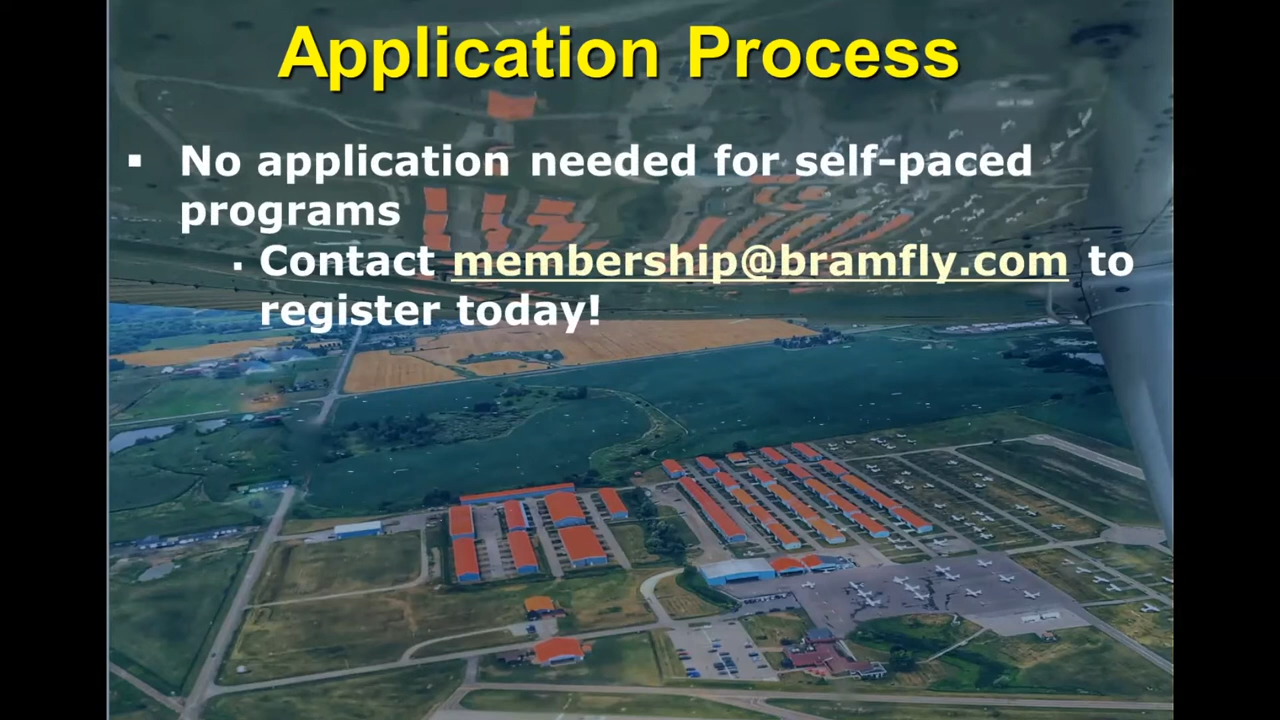 Application Process
▪ No application needed for self-paced
programs
▪ Contact membership@bramfly.com to
register today!